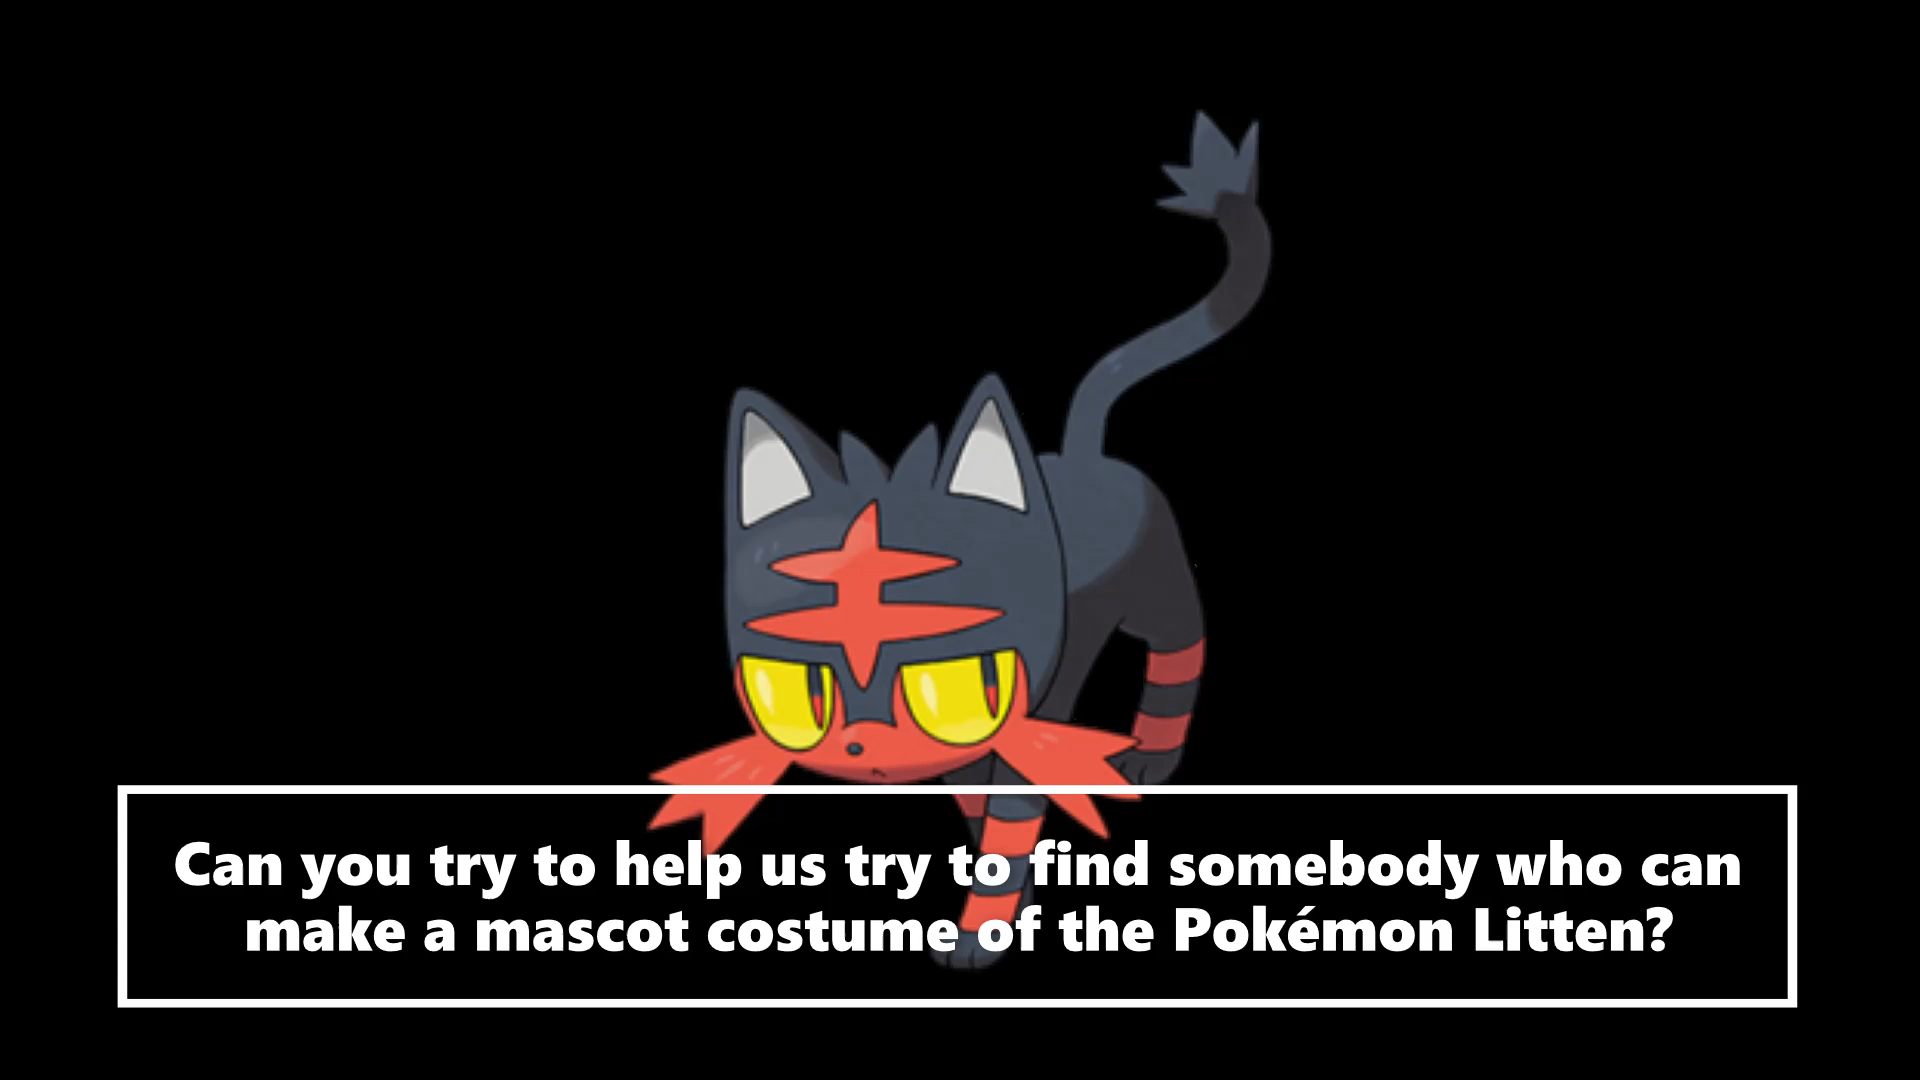 Can you try to help us try to find somebody who can
make a mascot costume of the Pokémon Litten?